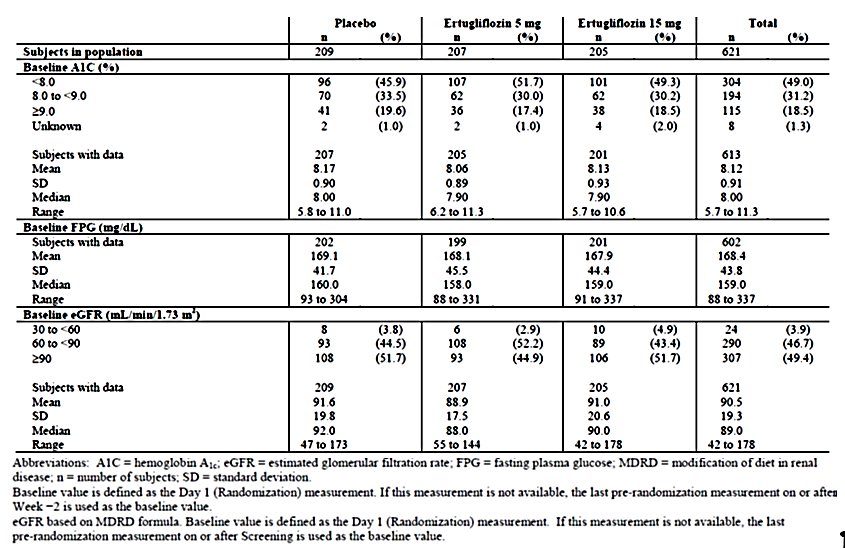 Placebo Ertugliflozin 5 mg Ertugliflozin 15 mg Total
n (%) n (%) n (%) n (%)
Subjects in population 209 207 205 621
Baseline A1C (%)
<8.0 96 (45.9) 107 (51.7) 101 (49.3) 304 (49.0)
8.0 to <9.0 70 (33.5) 62 (30.0) 62 (30.2) 194 (31.2)
≥9.0 41 (19.6) 36 (17.4) 38 (18.5) 115 (18.5)
Unknown 2 (1.0) 2 (1.0) 4 (2.0) 8 (1.3)
Subjects with data 207 205 201 613
Mean 8.17 8.06 8.13 8.12
SD 0.90 0.89 0.93 0.91
Median 8.00 7.90 7.90 8.00
Range 5.8 to 11.0 6.2 to 11.3 5.7 to 10.6 5.7 to 11.3
Baseline FPG (mg/dL)
Subjects with data 202 199 201 602
Mean 169.1 168.1 167.9 168.4
SD 41.7 45.5 44.4 43.8
Median 160.0 158.0 159.0 159.0
Range 93 to 304 88 to 331 91 to 337 88 to 337
Baseline eGFR (mL/min/1.73 m²)
30 to <60 8 (3.8) 6 (2.9) 10 (4.9) 24 (3.9)
60 to <90 93 (44.5) 108 (52.2) 89 (43.4) 290 (46.7)
≥90 108 (51.7) 93 (44.9) 106 (51.7) 307 (49.4)
Subjects with data 209 207 205 621
Mean 91.6 88.9 91.0 90.5
SD 19.8 17.5 20.6 19.3
Median 92.0 88.0 90.0 89.0
Range 47 to 173 55 to 144 42 to 178 42 to 178
Abbreviations: A1C = hemoglobin A1c; eGFR = estimated glomerular filtration rate; FPG = fasting plasma glucose; MDRD = modification of diet in renal
disease; n = number of subjects; SD = standard deviation.
Baseline value is defined as the Day 1 (Randomization) measurement. If this measurement is not available, the last pre-randomization measurement on or after
Week −2 is used as the baseline value.
eGFR based on MDRD formula. Baseline value is defined as the Day 1 (Randomization) measurement. If this measurement is not available, the last
pre-randomization measurement on or after Screening is used as the baseline value.